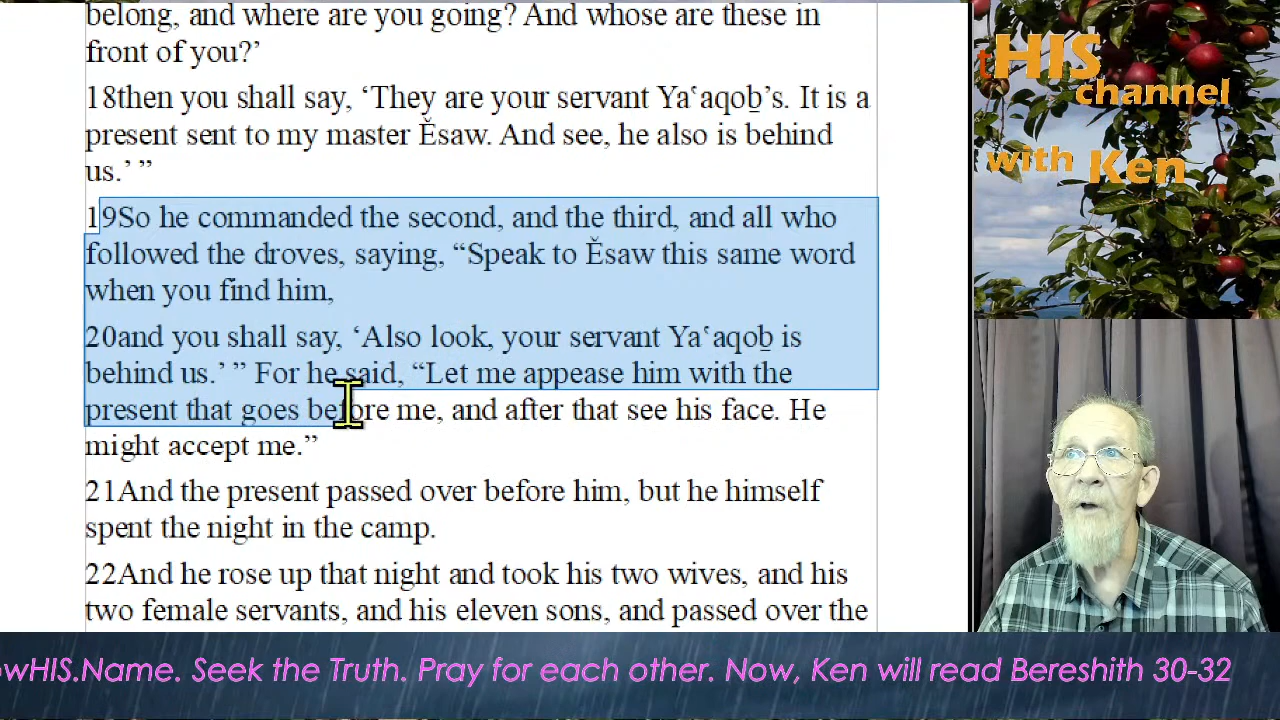 belong, and where are you going? And whose are these in
front of you?’
18then you shall say, ‘They are your servant Ya‛aqoḇ’s. It is a
present sent to my master Ěsaw. And see, he also is behind
us.’ ”
19So he commanded the second, and the third, and all who
followed the droves, saying, “Speak to Ěsaw this same word
when you find him,
20and you shall say, ‘Also look, your servant Ya‛aqoḇ is
behind us.’ ” For he said, “Let me appease him with the
present that goes before me, and after that see his face. He
might accept me.”
21And the present passed over before him, but he himself
spent the night in the camp.
22And he rose up that night and took his two wives, and his
two female servants, and his eleven sons, and passed over the
tHIS
channel
with Ken
owHIS.Name. Seek the Truth. Pray for each other. Now, Ken will read Bereshith 30-32